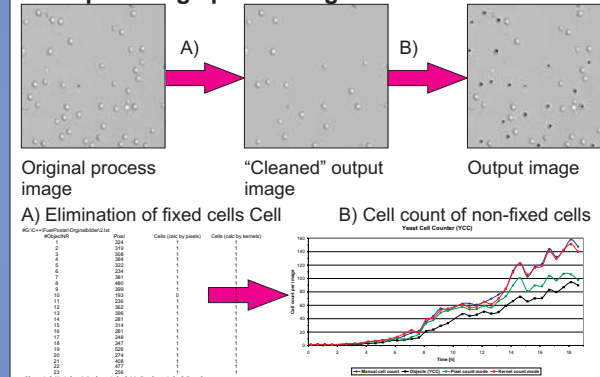 A)
B)
Original process
image
“Cleaned” output
image
Output image
A) Elimination of fixed cells Cell
B) Cell count of non-fixed cells
#ObjectNR Pixel Cells (calc by pixels) Cells (calc by kernels)
1 324 1 1
2 319 1 1
3 308 1 1
4 384 1 1
5 322 1 1
6 234 1 1
7 381 1 1
8 480 1 1
9 399 1 1
10 193 0 1
11 236 1 1
12 362 1 1
13 396 1 1
14 281 1 1
15 314 1 1
16 281 1 1
17 248 1 1
18 347 1 1
19 526 1 1
20 274 1 1
21 408 1 1
22 477 1 1
23 256 1 1
Yeast Cell Counter (YCC)
Cell count per image
160
140
120
100
80
60
40
20
0
0 2 4 6 8 10 12 14 16 18 20
Time [h]
Manual cell count Objects (YCC) Pixel count mode Kernel count mode